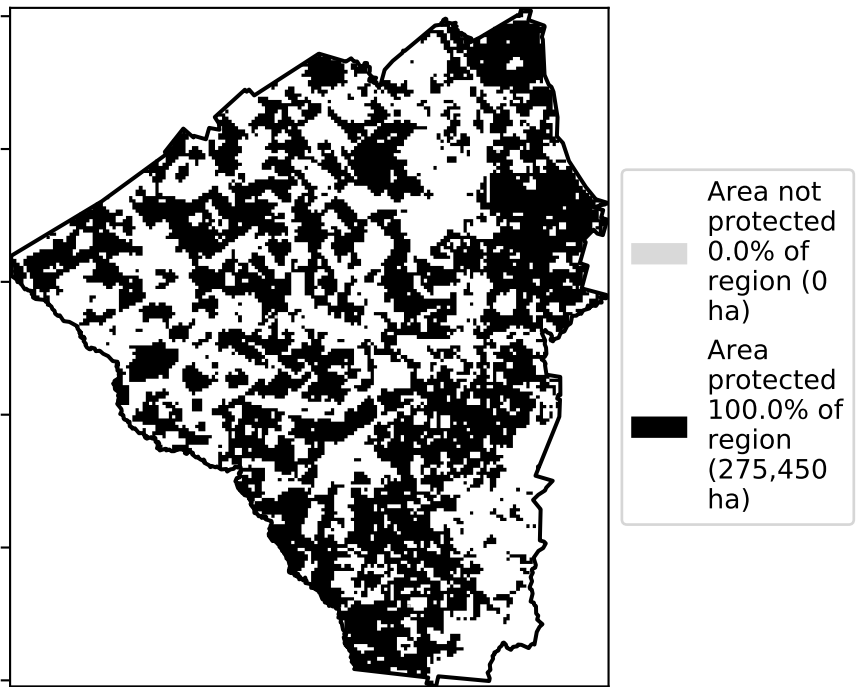 Area not
protected
0.0% of
region (0
ha)
Area
protected
100.0% of
region
(275,450
ha)